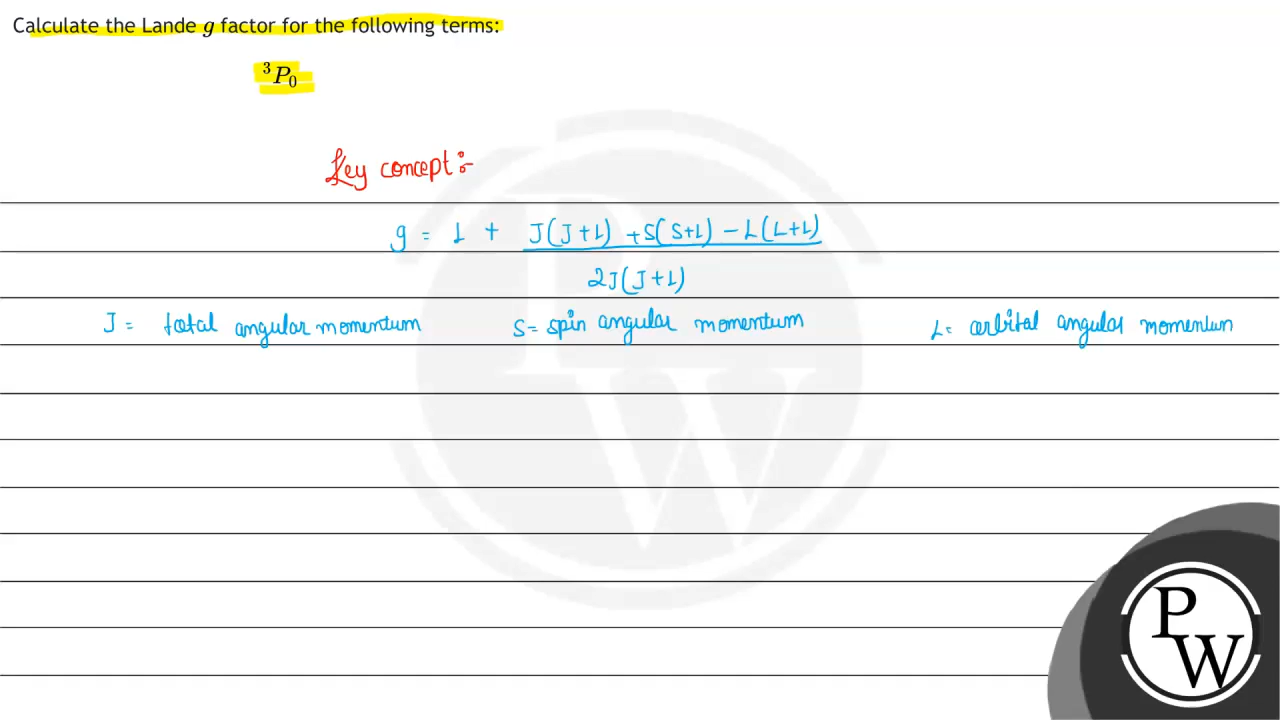 Calculate the Lande g factor for the following terms:
³P₀
Key concept :-
g = 1 + J(J+1) + S(S+1) - L(L+1)
2J(J+1)
J = total angular momentum S = spin angular momentum L = orbital angular momentum
P
W